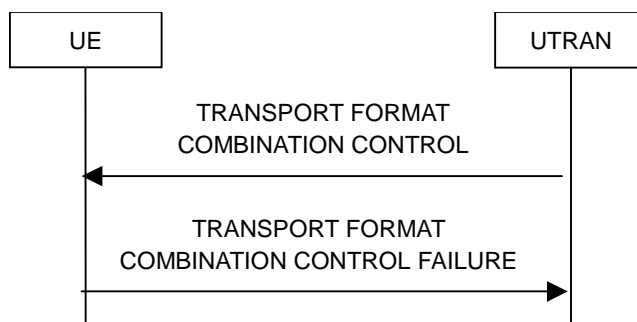 UE
UTRAN
TRANSPORT FORMAT
COMBINATION CONTROL
TRANSPORT FORMAT
COMBINATION CONTROL FAILURE